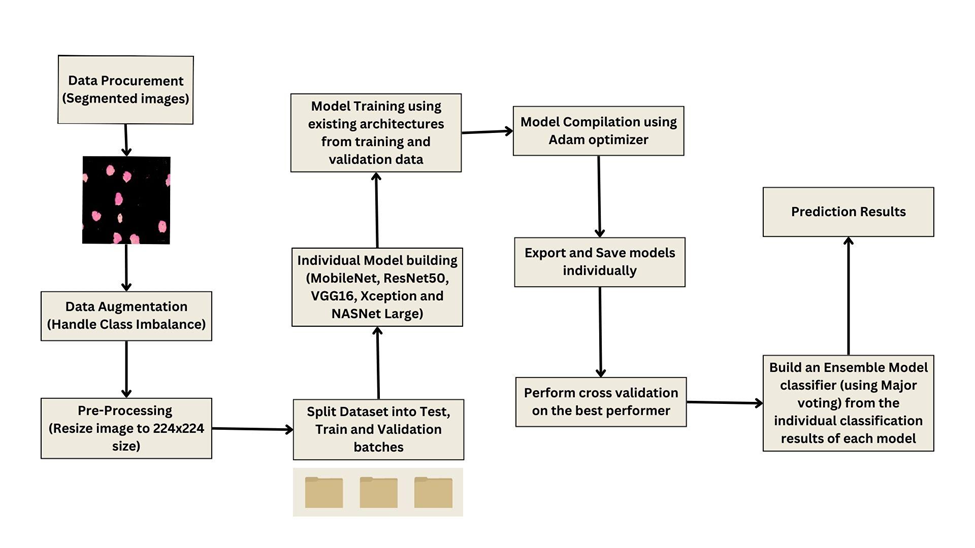 Data Procurement
(Segmented images)
Data Augmentation
(Handle Class Imbalance)
Pre-Processing
(Resize image to 224x224
size)
Split Dataset into Test,
Train and Validation
batches
Individual Model building
(MobileNet, ResNet50,
VGG16, Xception and
NASNet Large)
Model Training using
existing architectures
from training and
validation data
Model Compilation using
Adam optimizer
Export and Save models
individually
Perform cross validation
on the best performer
Build an Ensemble Model
classifier (using Major
voting) from the
individual classification
results of each model
Prediction Results